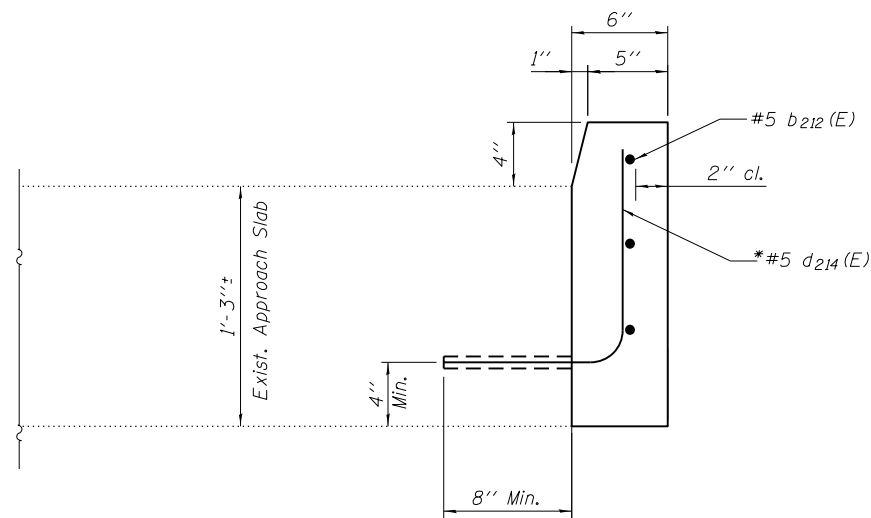 6''
1''
5''
#5 b212(E)
4''
2'' cl.
*#5 d214(E)
1'-3''±
Exist. Approach Slab
4''
Min.
8'' Min.